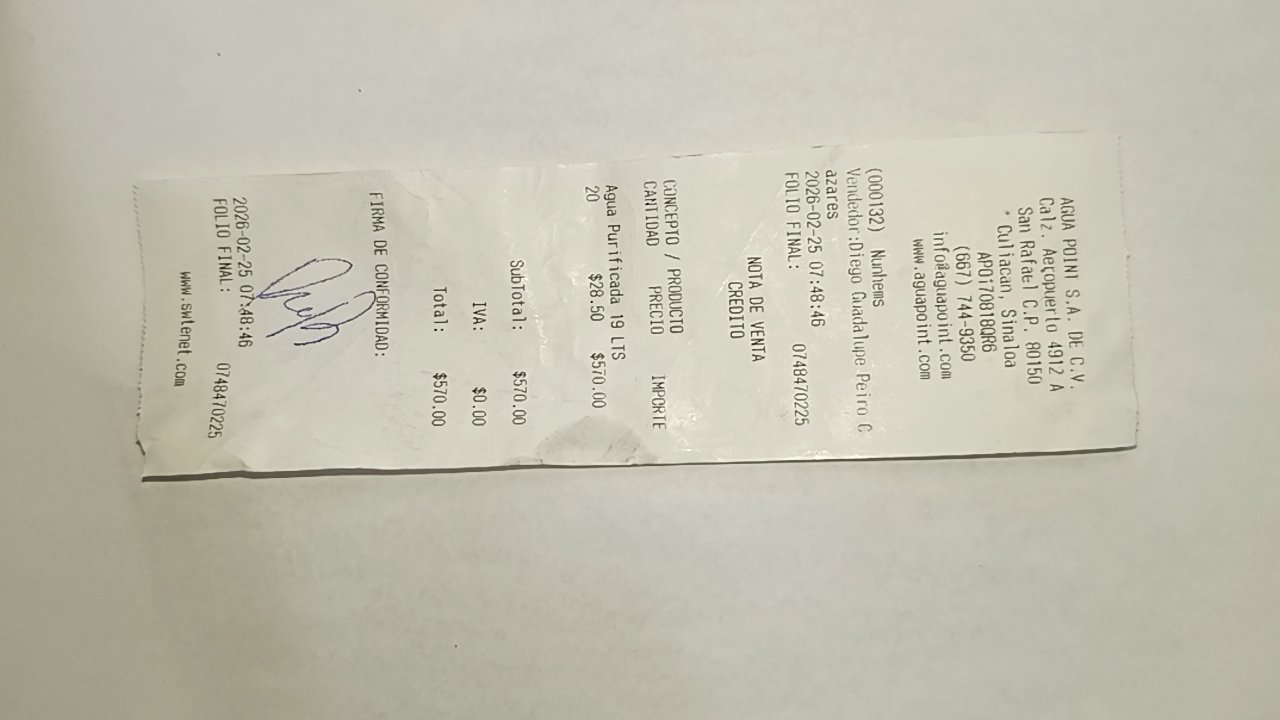 AGUA POINT S.A. DE C.V.
Calz. Aeropuerto 4912 A
San Rafael C.P. 80150
* Culiacan, Sinaloa
APO170818QR6
(667) 744-9350
info@aguapoint.com
www.aguapoint.com
(000132) Nunhems
Vendedor:Diego Guadalupe Peiro C
azares
2026-02-25 07:48:46
FOLIO FINAL: 0748470225
NOTA DE VENTA
CREDITO
CONCEPTO / PRODUCTO
CANTIDAD PRECIO IMPORTE
Agua Purificada 19 LTS
20 $28.50 $570.00
SubTotal: $570.00
IVA: $0.00
Total: $570.00
FIRMA DE CONFORMIDAD:
2026-02-25 07:48:46
FOLIO FINAL: 0748470225
www.swtenet.com